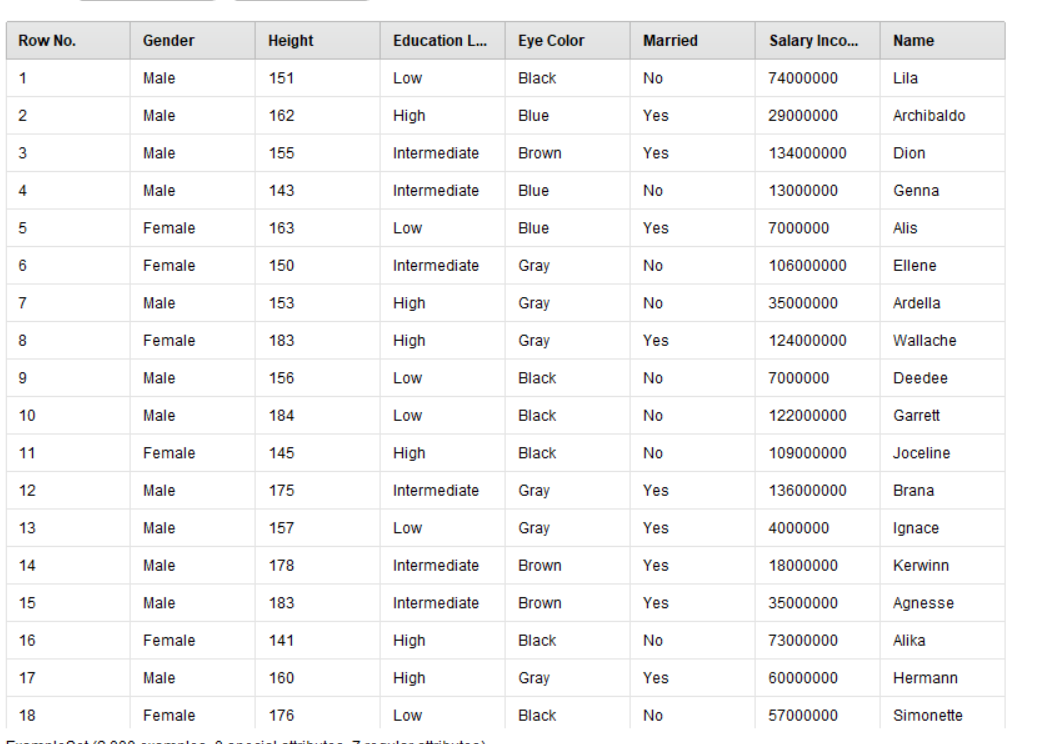 Row No. Gender Height Education L... Eye Color Married Salary Inco... Name
1 Male 151 Low Black No 74000000 Lila
2 Male 162 High Blue Yes 29000000 Archibaldo
3 Male 155 Intermediate Brown Yes 134000000 Dion
4 Male 143 Intermediate Blue No 13000000 Genna
5 Female 163 Low Blue Yes 7000000 Alis
6 Female 150 Intermediate Gray No 106000000 Ellene
7 Male 153 High Gray No 35000000 Ardella
8 Female 183 High Gray Yes 124000000 Wallache
9 Male 156 Low Black No 7000000 Deedee
10 Male 184 Low Black No 122000000 Garrett
11 Female 145 High Black No 109000000 Joceline
12 Male 175 Intermediate Gray Yes 136000000 Brana
13 Male 157 Low Gray Yes 4000000 Ignace
14 Male 178 Intermediate Brown Yes 18000000 Kerwinn
15 Male 183 Intermediate Brown Yes 35000000 Agnesse
16 Female 141 High Black No 73000000 Alika
17 Male 160 High Gray Yes 60000000 Hermann
18 Female 176 Low Black No 57000000 Simonette